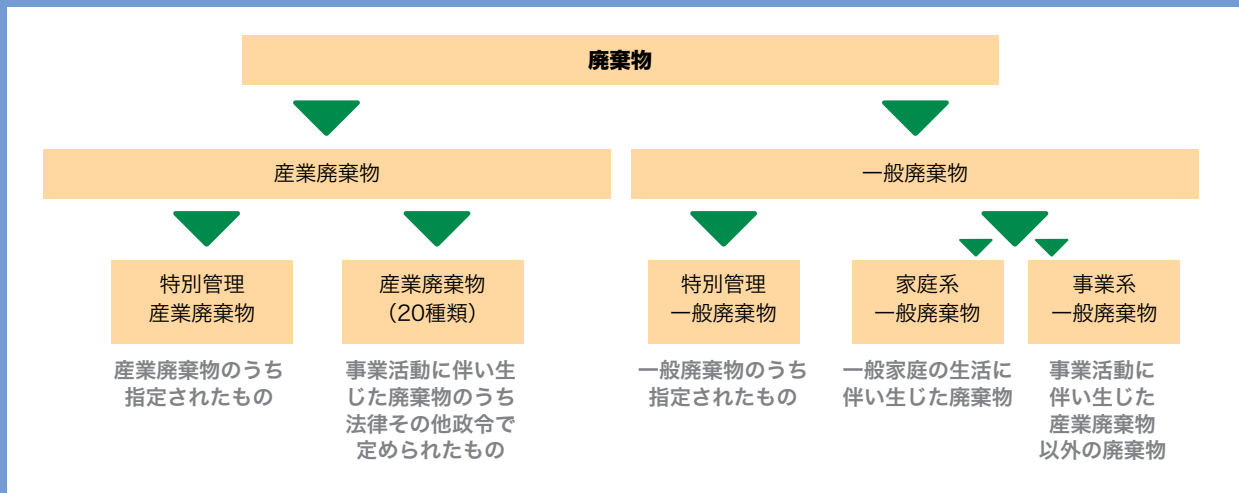 廃棄物
産業廃棄物
一般廃棄物
特別管理
産業廃棄物
産業廃棄物
（20種類）
特別管理
一般廃棄物
家庭系
一般廃棄物
事業系
一般廃棄物
産業廃棄物のうち
指定されたもの
事業活動に伴い生
じた廃棄物のうち
法律その他政令で
定められたもの
一般廃棄物のうち
指定されたもの
一般家庭の生活に
伴い生じた廃棄物
事業活動に
伴い生じた
産業廃棄物
以外の廃棄物